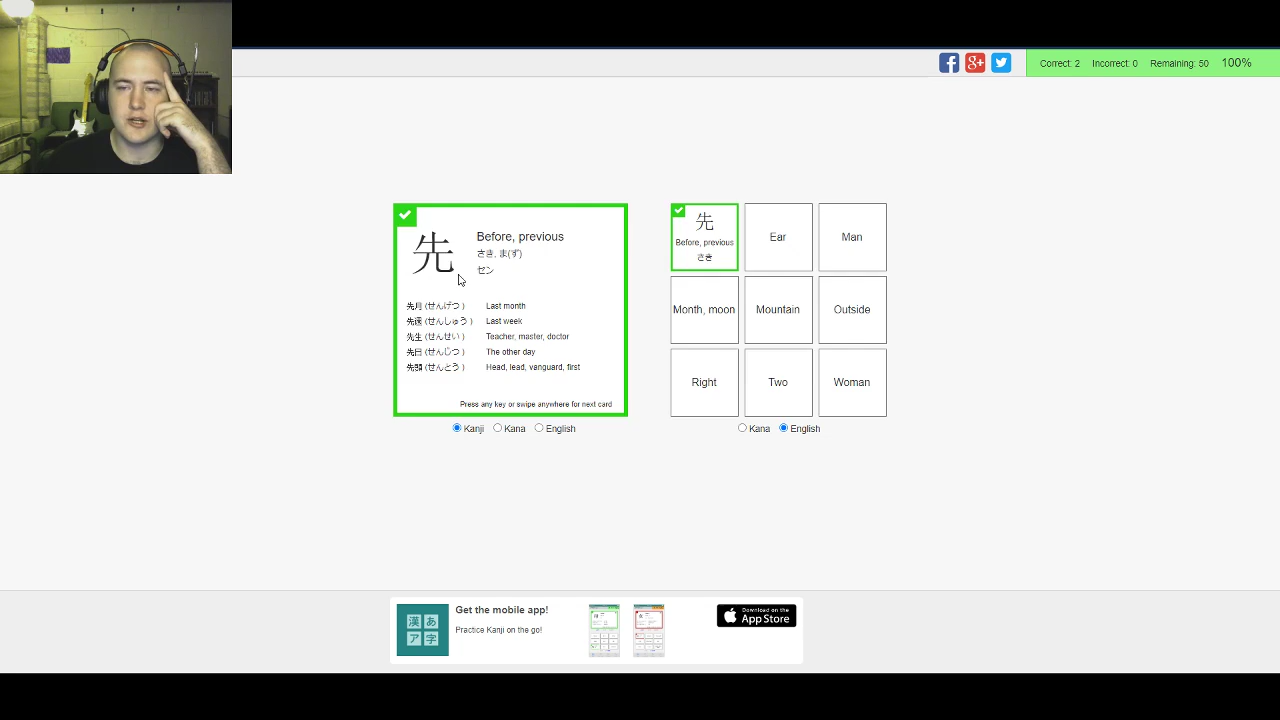 Correct: 2 Incorrect: 0 Remaining: 50 100%
先
Before, previous
さき, ま(ず)
セン
先月 (せんげつ ) Last month
先週 (せんしゅう ) Last week
先生 (せんせい ) Teacher, master, doctor
先日 (せんじつ ) The other day
先頭 (せんとう ) Head, lead, vanguard, first
Press any key or swipe anywhere for next card
Kanji Kana English
先
Before, previous
さき
Ear
Man
Month, moon
Mountain
Outside
Right
Two
Woman
Kana English
漢あ
ア字
Get the mobile app!
Practice Kanji on the go!
Download on the
App Store